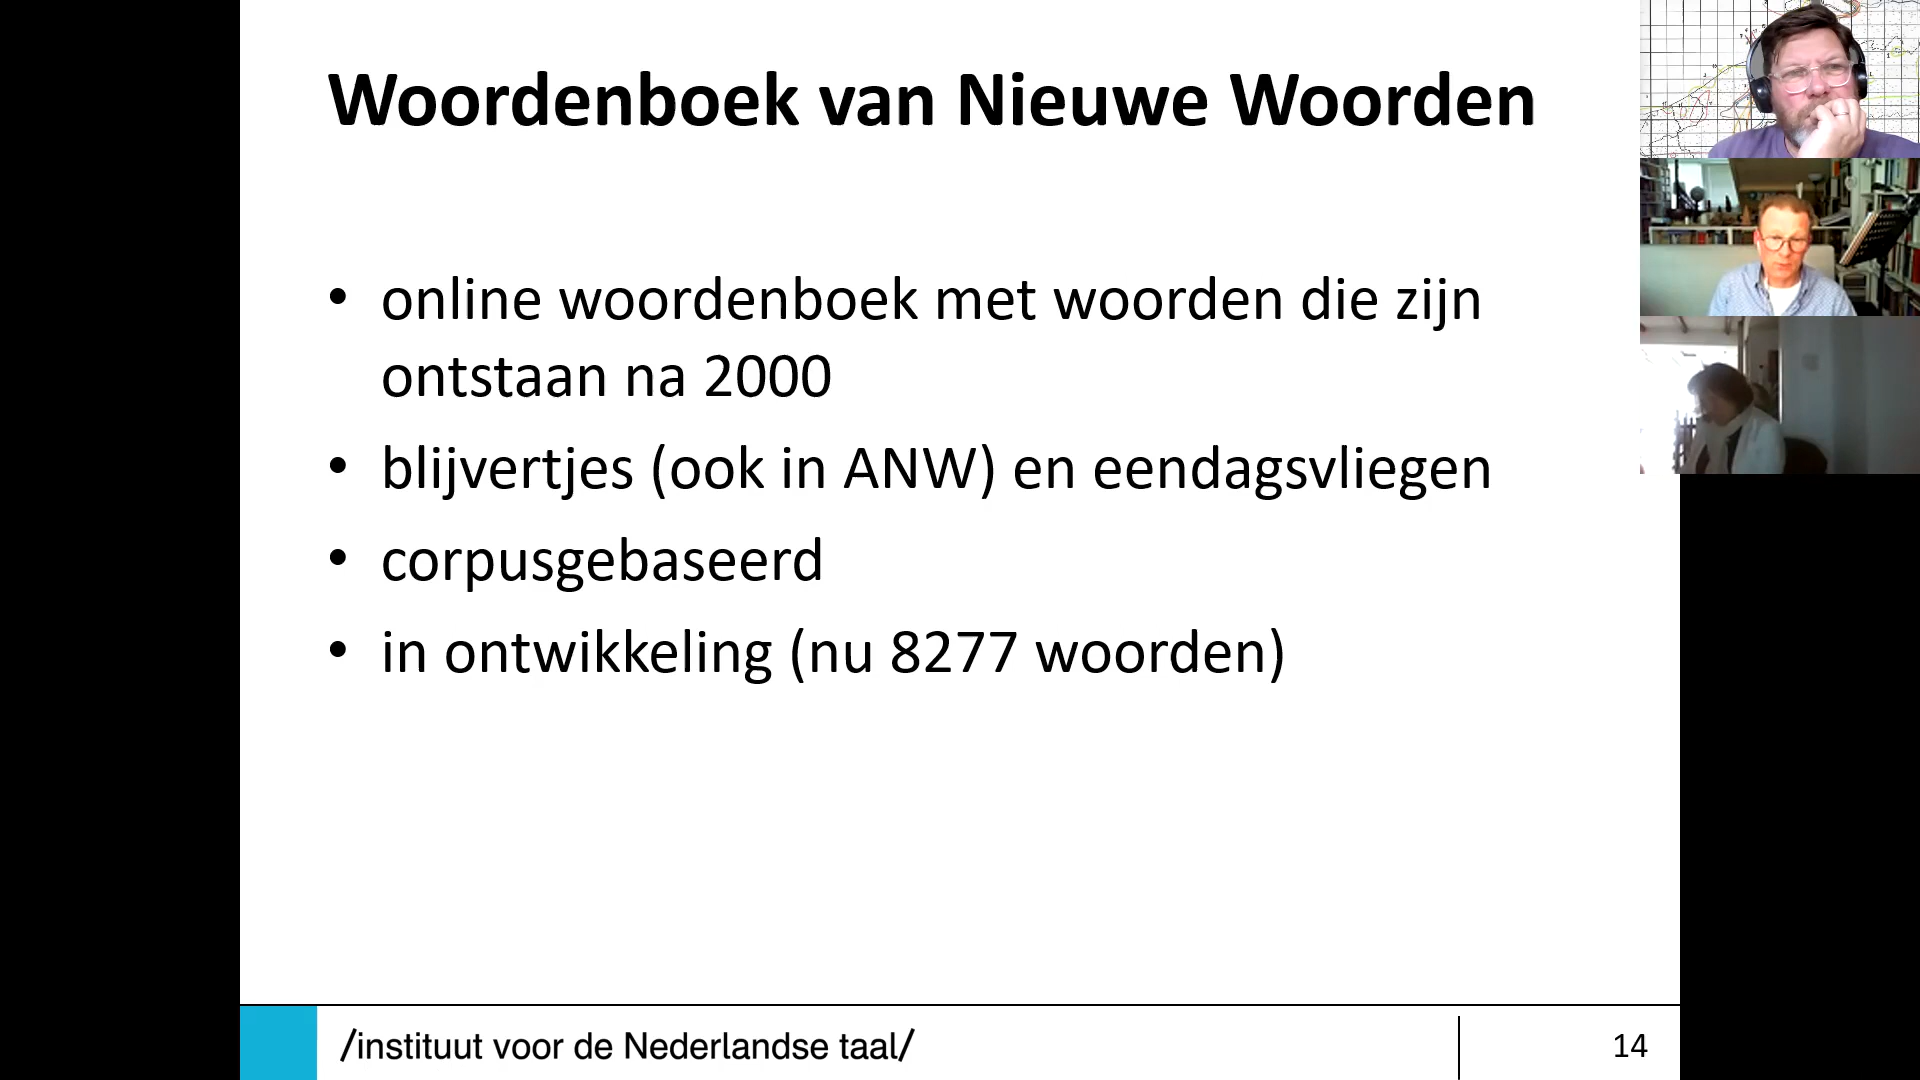 Woordenboek van Nieuwe Woorden
• online woordenboek met woorden die zijn
ontstaan na 2000
• blijvertjes (ook in ANW) en eendagsvliegen
• corpusgebaseerd
• in ontwikkeling (nu 8277 woorden)
/instituut voor de Nederlandse taal/
14